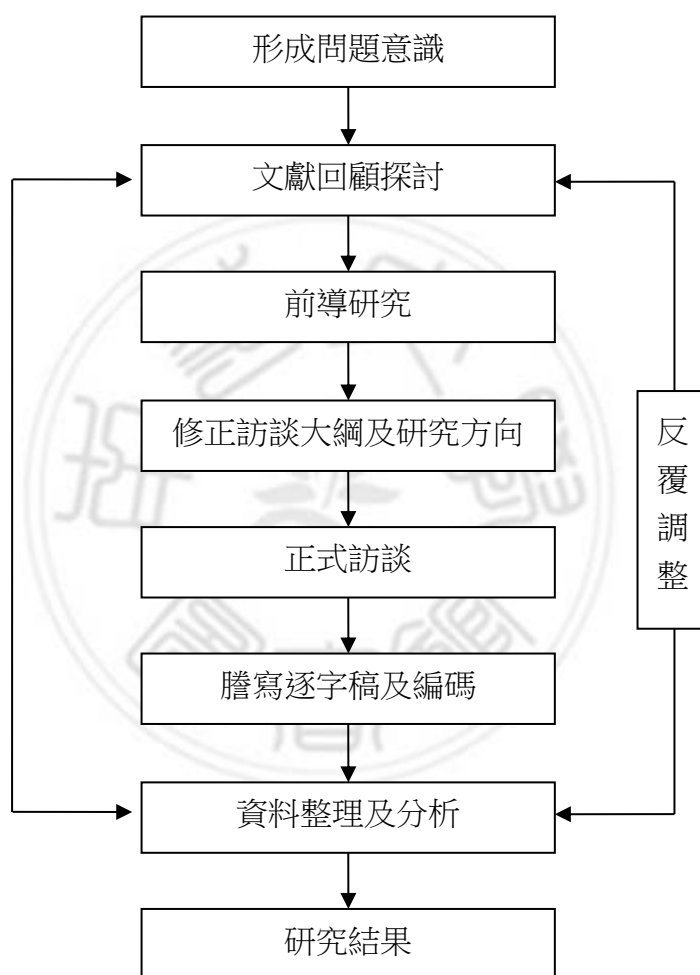 形成問題意識
文獻回顧探討
前導研究
修正訪談大綱及研究方向
反覆調整
正式訪談
謄寫逐字稿及編碼
資料整理及分析
研究結果